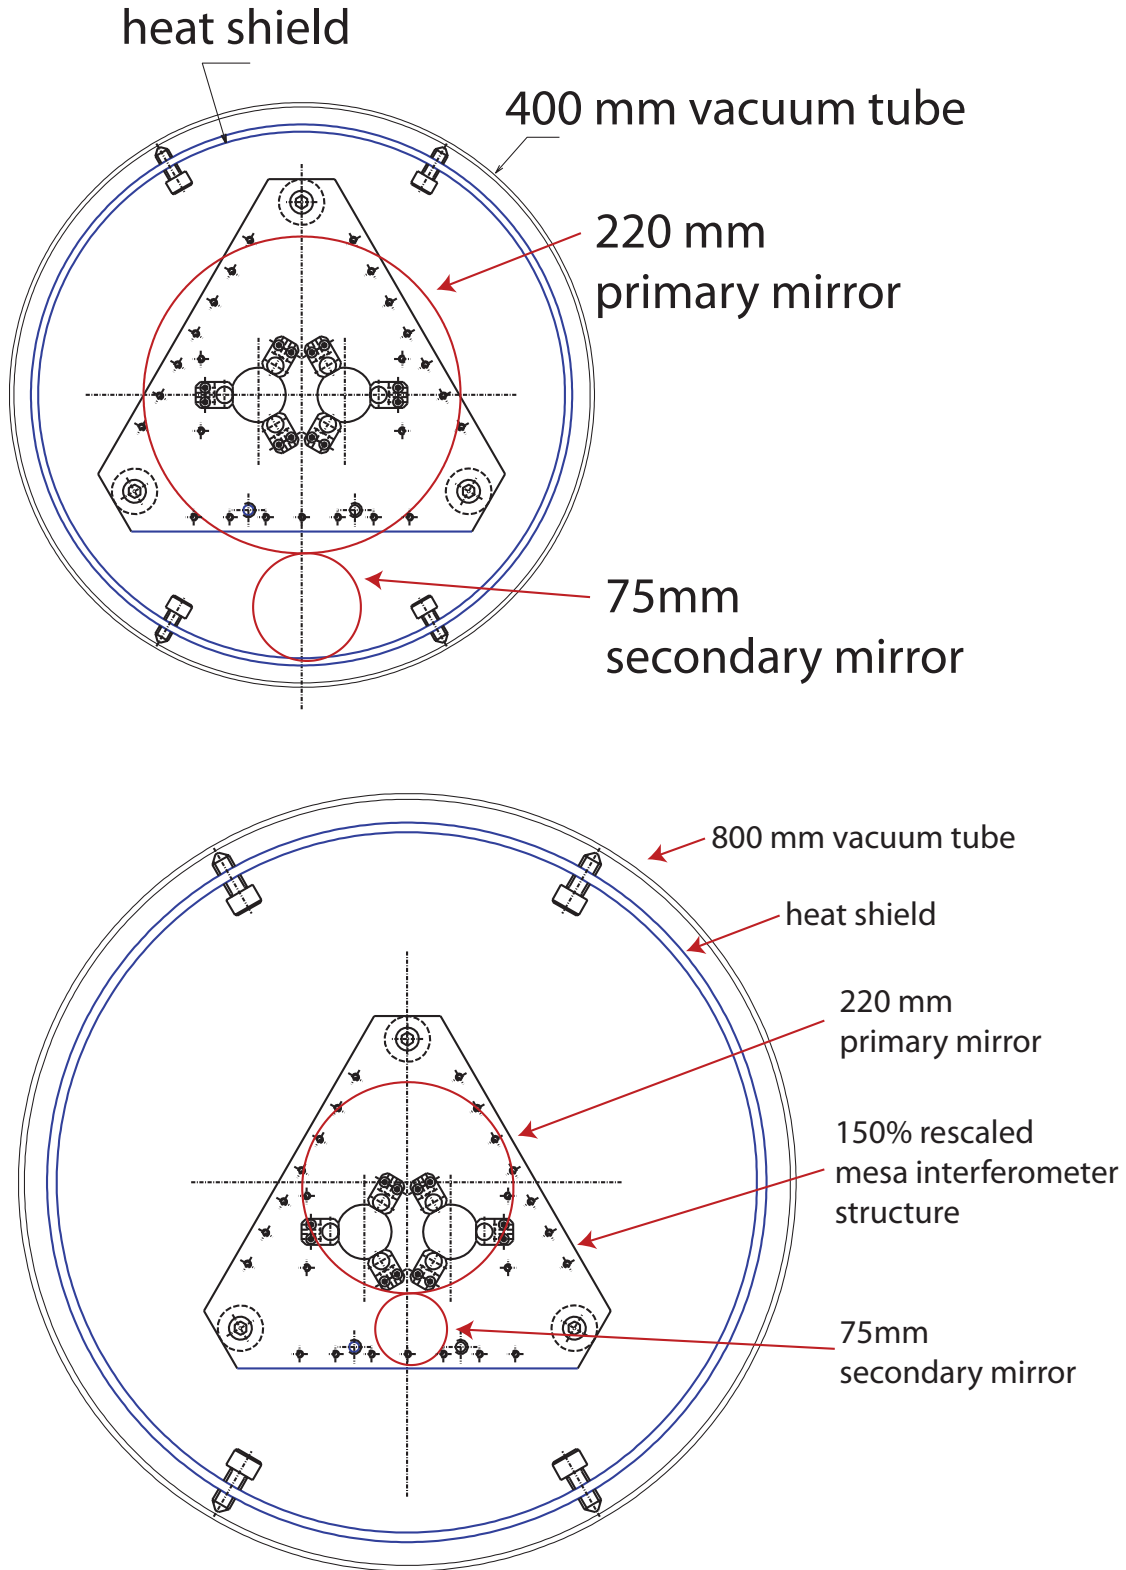 heat shield
400 mm vacuum tube
220 mm
primary mirror
75mm
secondary mirror
800 mm vacuum tube
heat shield
220 mm
primary mirror
150% rescaled
mesa interferometer
structure
75mm
secondary mirror